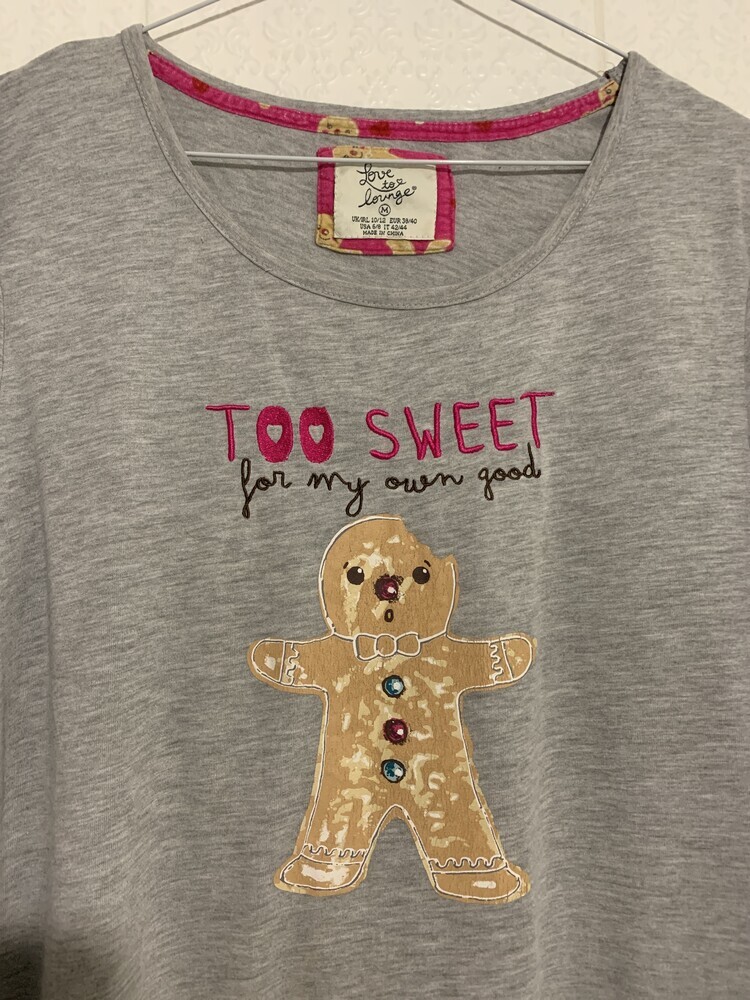 Love
to
lounge®
M
UK/IRL 10/12 EUR 38/40
USA 6/8 IT 42/44
MADE IN CHINA
TOO SWEET
for my own good